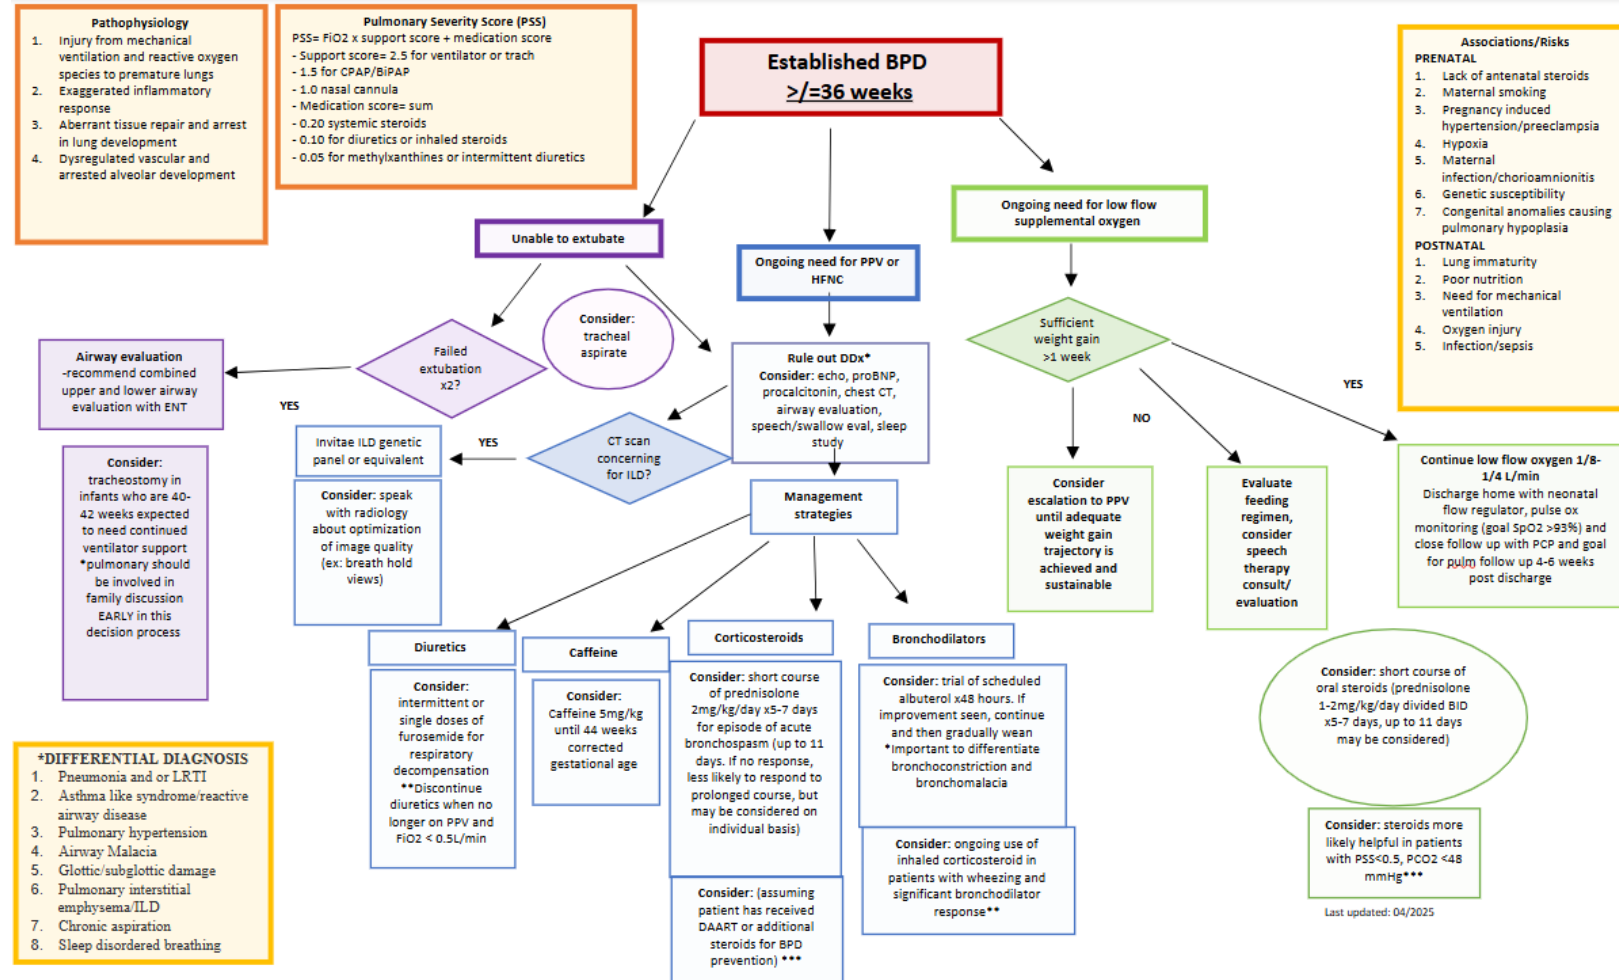 Pathophysiology
1. Injury from mechanical
ventilation and reactive oxygen
species to premature lungs
2. Exaggerated inflammatory
response
3. Aberrant tissue repair and arrest
in lung development
4. Dysregulated vascular and
arrested alveolar development
Pulmonary Severity Score (PSS)
PSS= FiO2 x support score + medication score
- Support score= 2.5 for ventilator or trach
- 1.5 for CPAP/BiPAP
- 1.0 nasal cannula
- Medication score= sum
- 0.20 systemic steroids
- 0.10 for diuretics or inhaled steroids
- 0.05 for methylxanthines or intermittent diuretics
Established BPD
>/=36 weeks
Associations/Risks
PRENATAL
1. Lack of antenatal steroids
2. Maternal smoking
3. Pregnancy induced
hypertension/preeclampsia
4. Hypoxia
5. Maternal
infection/chorioamnionitis
6. Genetic susceptibility
7. Congenital anomalies causing
pulmonary hypoplasia
POSTNATAL
1. Lung immaturity
2. Poor nutrition
3. Need for mechanical
ventilation
4. Oxygen injury
5. Infection/sepsis
Unable to extubate
Ongoing need for PPV or
HFNC
Ongoing need for low flow
supplemental oxygen
Consider:
tracheal
aspirate
Failed
extubation
x2?
YES
Airway evaluation
-recommend combined
upper and lower airway
evaluation with ENT
Consider:
tracheostomy in
infants who are 40-
42 weeks expected
to need continued
ventilator support
*pulmonary should
be involved in
family discussion
EARLY in this
decision process
Rule out DDx*
Consider: echo, proBNP,
procalcitonin, chest CT,
airway evaluation,
speech/swallow eval, sleep
study
CT scan
concerning
for ILD?
YES
Invitae ILD genetic
panel or equivalent
Consider: speak
with radiology
about optimization
of image quality
(ex: breath hold
views)
Management
strategies
Diuretics
Consider:
intermittent or
single doses of
furosemide for
respiratory
decompensation
**Discontinue
diuretics when no
longer on PPV and
FiO2 < 0.5L/min
Caffeine
Consider:
Caffeine 5mg/kg
until 44 weeks
corrected
gestational age
Corticosteroids
Consider: short course
of prednisolone
2mg/kg/day x5-7 days
for episode of acute
bronchospasm (up to 11
days. If no response,
less likely to respond to
prolonged course, but
may be considered on
individual basis)
Consider: (assuming
patient has received
DAART or additional
steroids for BPD
prevention) ***
Bronchodilators
Consider: trial of scheduled
albuterol x48 hours. If
improvement seen, continue
and then gradually wean
*Important to differentiate
bronchoconstriction and
bronchomalacia
Consider: ongoing use of
inhaled corticosteroid in
patients with wheezing and
significant bronchodilator
response**
Sufficient
weight gain
>1 week
NO
YES
Consider
escalation to PPV
until adequate
weight gain
trajectory is
achieved and
sustainable
Evaluate
feeding
regimen,
consider
speech
therapy
consult/
evaluation
Continue low flow oxygen 1/8-
1/4 L/min
Discharge home with neonatal
flow regulator, pulse ox
monitoring (goal SpO2 >93%) and
close follow up with PCP and goal
for pulm follow up 4-6 weeks
post discharge
Consider: short course of
oral steroids (prednisolone
1-2mg/kg/day divided BID
x5-7 days, up to 11 days
may be considered)
Consider: steroids more
likely helpful in patients
with PSS<0.5, PCO2 <48
mmHg***
Last updated: 04/2025
*DIFFERENTIAL DIAGNOSIS
1. Pneumonia and or LRTI
2. Asthma like syndrome/reactive
airway disease
3. Pulmonary hypertension
4. Airway Malacia
5. Glottic/subglottic damage
6. Pulmonary interstitial
emphysema/ILD
7. Chronic aspiration
8. Sleep disordered breathing